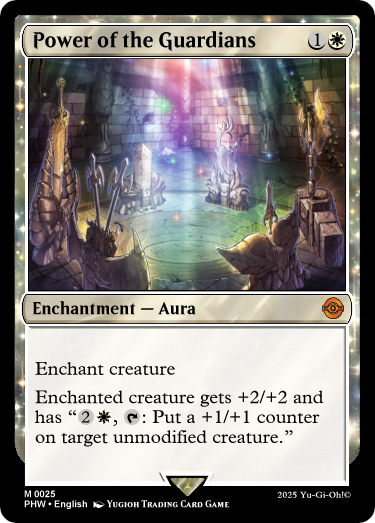 Power of the Guardians 1
Enchantment — Aura
Enchant creature
Enchanted creature gets +2/+2 and
has “2, : Put a +1/+1 counter
on target unmodified creature.”
M 0025
PHW • English Yugioh Trading Card Game
2025 Yu-Gi-Oh!©